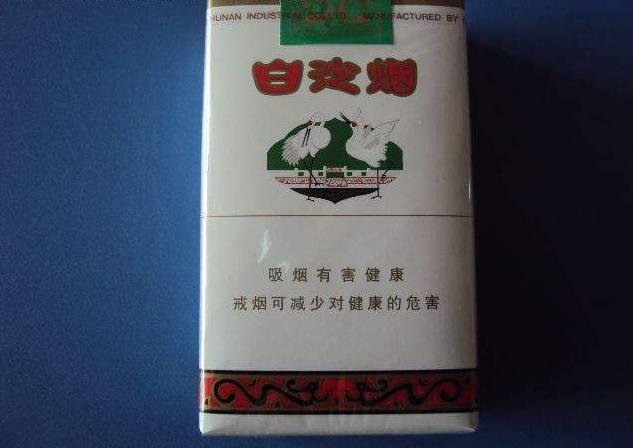 HUNAN INDUSTRIAL CO., LTD. MANUFACTURED BY
白沙烟
吸烟有害健康
戒烟可减少对健康的危害